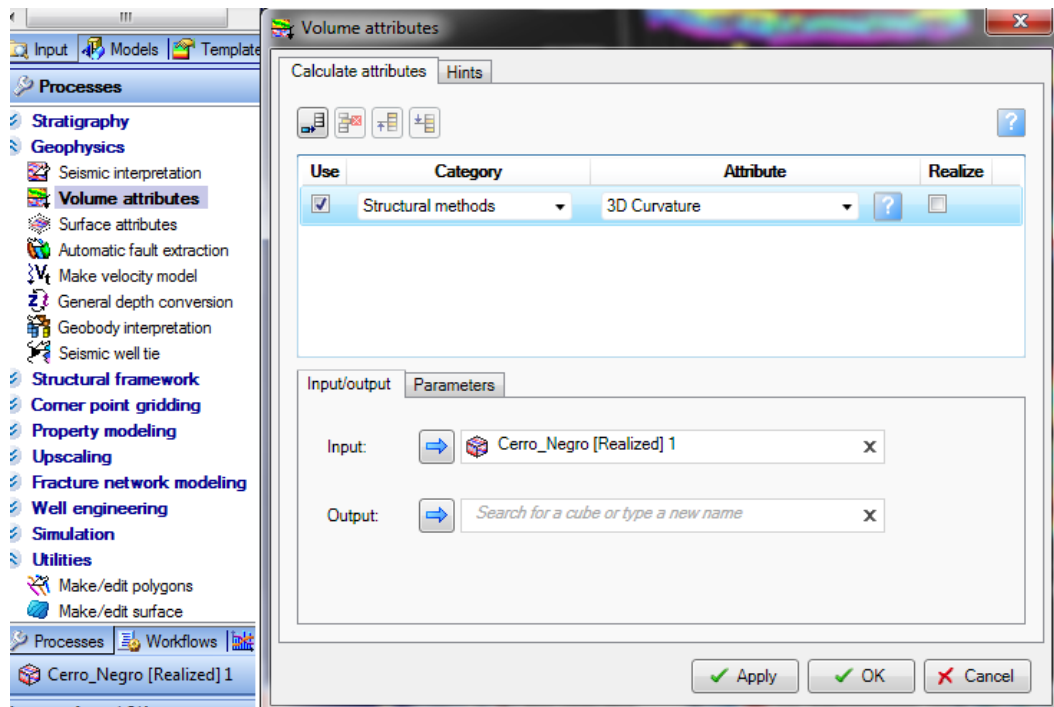 Input Models Template
Processes
Stratigraphy
Geophysics
Seismic interpretation
Volume attributes
Surface attributes
Automatic fault extraction
Make velocity model
General depth conversion
Geobody interpretation
Seismic well tie
Structural framework
Corner point gridding
Property modeling
Upscaling
Fracture network modeling
Well engineering
Simulation
Utilities
Make/edit polygons
Make/edit surface
Processes Workflows
Cerro_Negro [Realized] 1
Volume attributes
Calculate attributes Hints
Use Category Attribute Realize
Structural methods 3D Curvature
Input/output Parameters
Input: Cerro_Negro [Realized] 1
Output: Search for a cube or type a new name
Apply OK Cancel